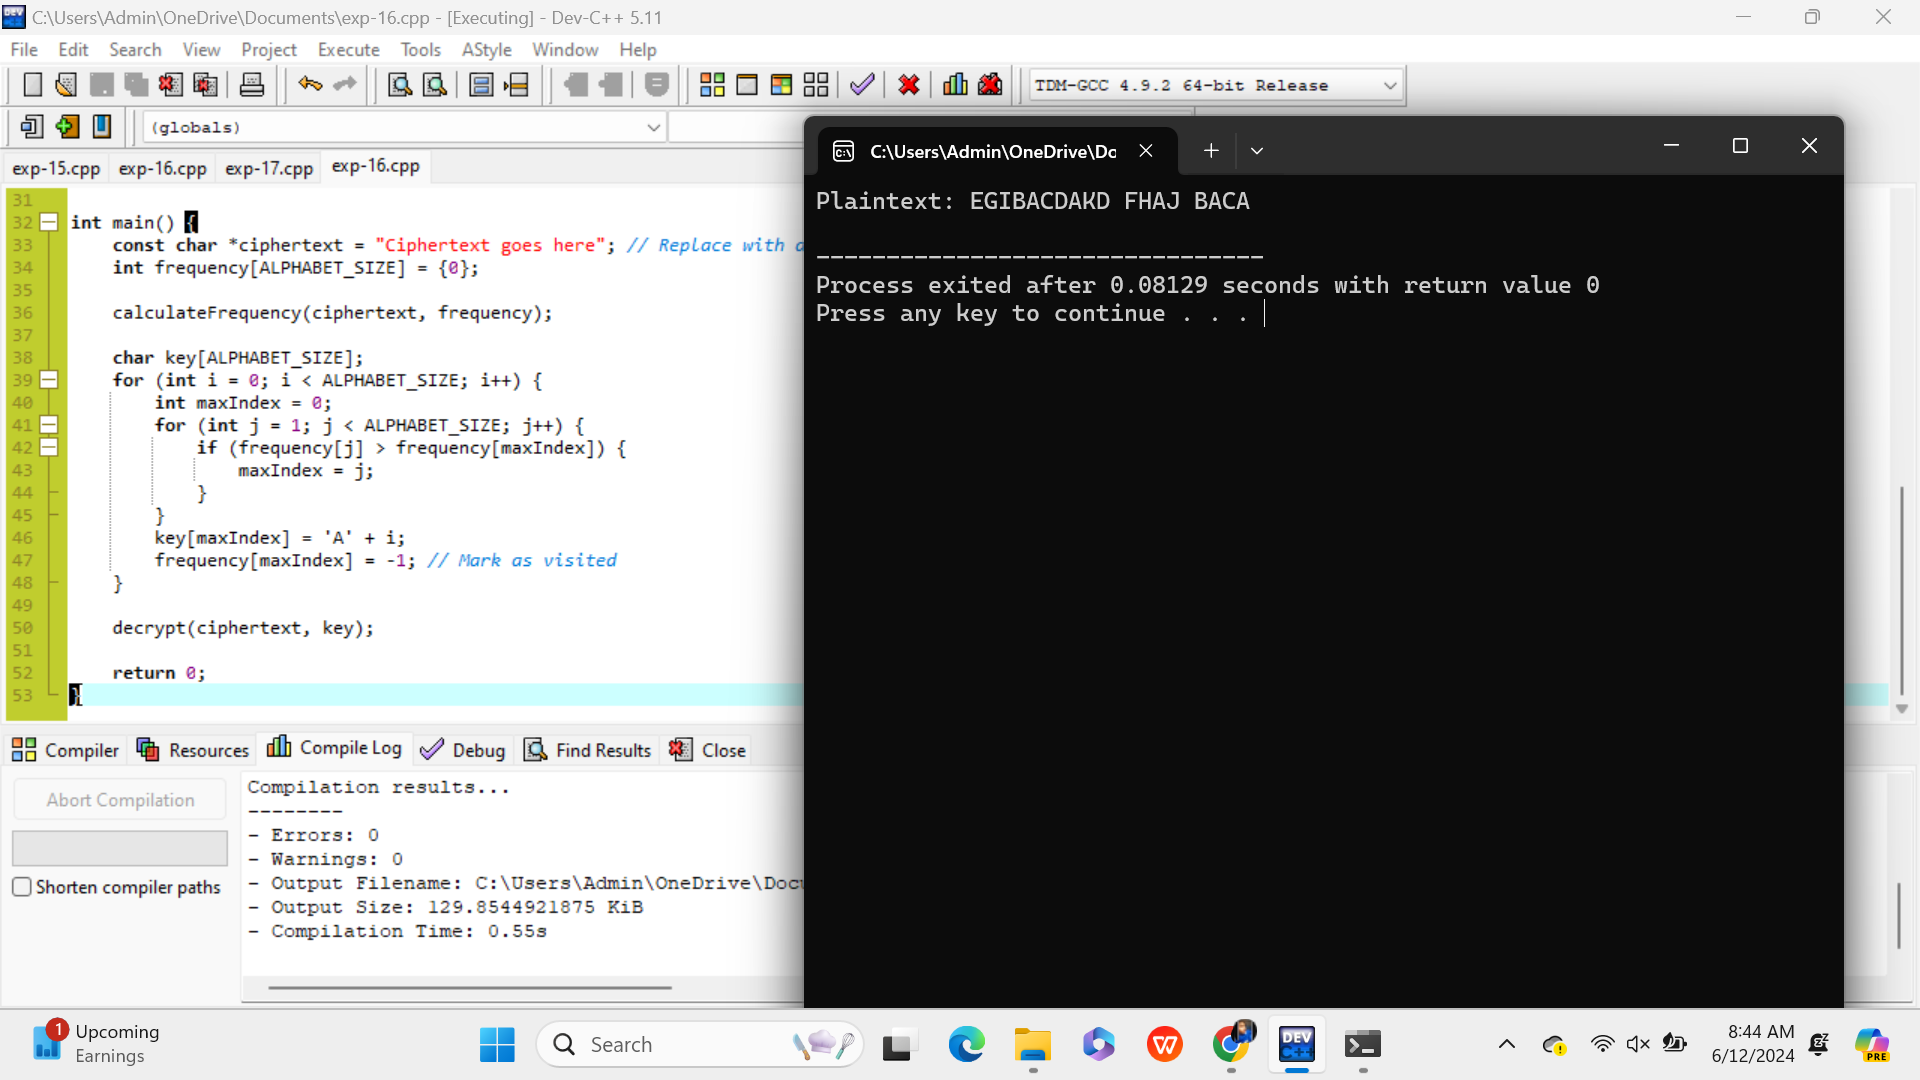 C:\Users\Admin\OneDrive\Documents\exp-16.cpp - [Executing] - Dev-C++ 5.11
File Edit Search View Project Execute Tools AStyle Window Help
TDM-GCC 4.9.2 64-bit Release
(globals)
exp-15.cpp exp-16.cpp exp-17.cpp exp-16.cpp
31
32 int main() {
33 const char *ciphertext = "Ciphertext goes here"; // Replace with a
34 int frequency[ALPHABET_SIZE] = {0};
35
36 calculateFrequency(ciphertext, frequency);
37
38 char key[ALPHABET_SIZE];
39 for (int i = 0; i < ALPHABET_SIZE; i++) {
40 int maxIndex = 0;
41 for (int j = 1; j < ALPHABET_SIZE; j++) {
42 if (frequency[j] > frequency[maxIndex]) {
43 maxIndex = j;
44 }
45 }
46 key[maxIndex] = 'A' + i;
47 frequency[maxIndex] = -1; // Mark as visited
48 }
49
50 decrypt(ciphertext, key);
51
52 return 0;
53 }
C:\Users\Admin\OneDrive\Do
Plaintext: EGIBACDAKD FHAJ BACA
--------------------------------
Process exited after 0.08129 seconds with return value 0
Press any key to continue . . .
Compiler Resources Compile Log Debug Find Results Close
Abort Compilation
Shorten compiler paths
Compilation results...
--------
- Errors: 0
- Warnings: 0
- Output Filename: C:\Users\Admin\OneDrive\Docu
- Output Size: 129.8544921875 KiB
- Compilation Time: 0.55s
1
Upcoming
Earnings
Search
DEV
C++
8:44 AM
6/12/2024
PRE